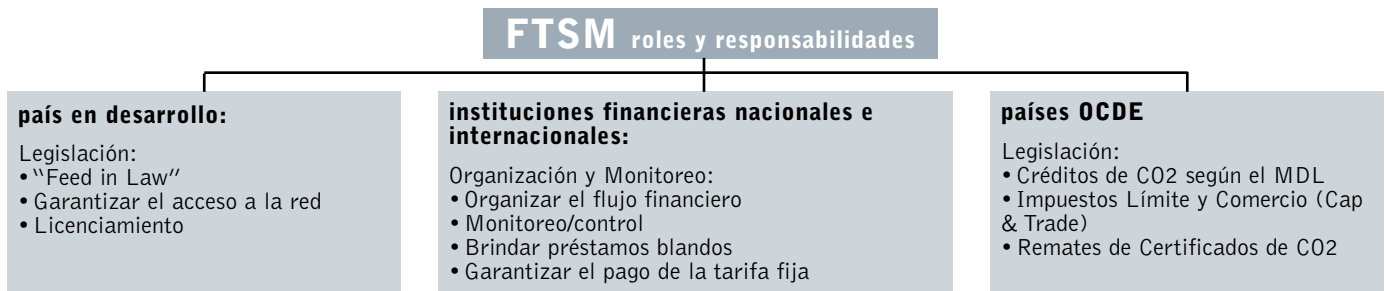 FTSM roles y responsabilidades
país en desarrollo:
Legislación:
• “Feed in Law”
• Garantizar el acceso a la red
• Licenciamiento
instituciones financieras nacionales e
internacionales:
Organización y Monitoreo:
• Organizar el flujo financiero
• Monitoreo/control
• Brindar préstamos blandos
• Garantizar el pago de la tarifa fija
países OCDE
Legislación:
• Créditos de CO2 según el MDL
• Impuestos Límite y Comercio (Cap
& Trade)
• Remates de Certificados de CO2